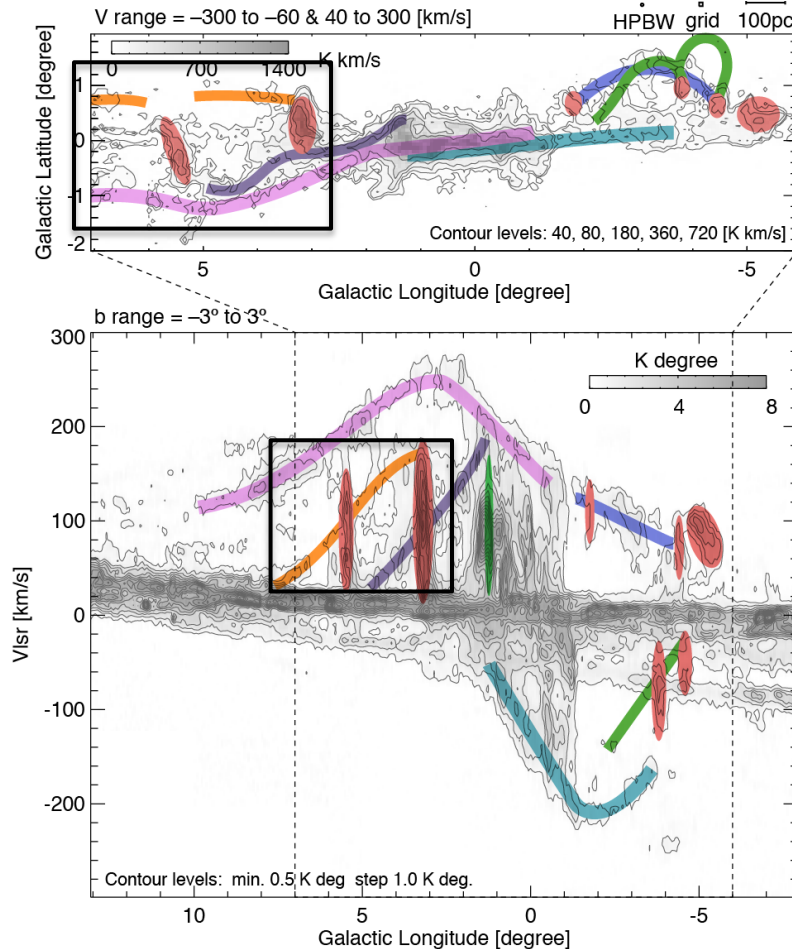 V range = –300 to –60 & 40 to 300 [km/s]
HPBW grid 100pc
K km/s
0 700 1400
Galactic Latitude [degree]
1
0
-1
-2
Contour levels: 40, 80, 180, 360, 720 [K km/s]
5 0 -5
Galactic Longitude [degree]
b range = –3º to 3º
300
200
100
0
-100
-200
Vlsr [km/s]
K degree
0 4 8
Contour levels: min. 0.5 K deg step 1.0 K deg.
10 5 0 -5
Galactic Longitude [degree]